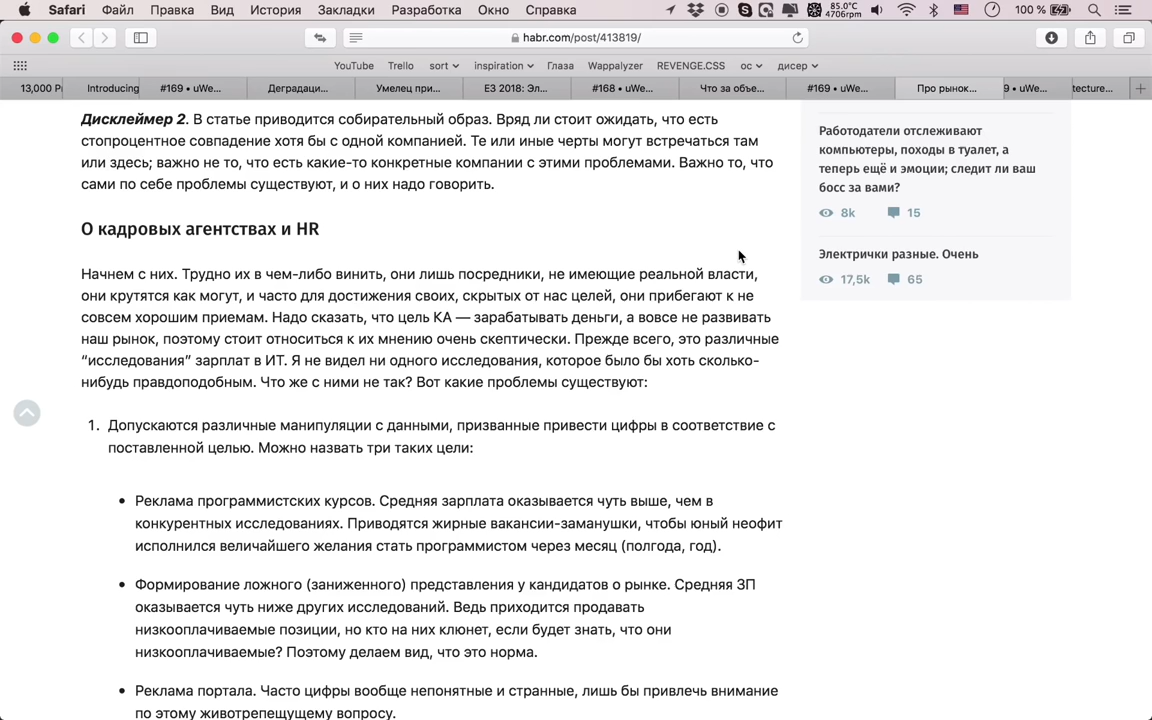 Safari Файл Правка Вид История Закладки Разработка Окно Справка 85.0°C 4706rpm 100 %
habr.com/post/413819/
YouTube Trello sort inspiration Глаза Wappalyzer REVENGE.CSS ос дисер
13,000 P Introducing #169 • uWe... Деградаци... Умелец при... E3 2018: Эл... #168 • uWe... Что за объе... #169 • uWe... Про рынок... 9 • uWe... tecture...
Дисклеймер 2. В статье приводится собирательный образ. Вряд ли стоит ожидать, что есть
стопроцентное совпадение хотя бы с одной компанией. Те или иные черты могут встречаться там
или здесь; важно не то, что есть какие-то конкретные компании с этими проблемами. Важно то, что
сами по себе проблемы существуют, и о них надо говорить.
О кадровых агентствах и HR
Начнем с них. Трудно их в чем-либо винить, они лишь посредники, не имеющие реальной власти,
они крутятся как могут, и часто для достижения своих, скрытых от нас целей, они прибегают к не
совсем хорошим приемам. Надо сказать, что цель КА — зарабатывать деньги, а вовсе не развивать
наш рынок, поэтому стоит относиться к их мнению очень скептически. Прежде всего, это различные
“исследования” зарплат в ИТ. Я не видел ни одного исследования, которое было бы хоть сколько-
нибудь правдоподобным. Что же с ними не так? Вот какие проблемы существуют:
1. Допускаются различные манипуляции с данными, призванные привести цифры в соответствие с
поставленной целью. Можно назвать три таких цели:
• Реклама программистских курсов. Средняя зарплата оказывается чуть выше, чем в
конкурентных исследованиях. Приводятся жирные вакансии-заманушки, чтобы юный неофит
исполнился величайшего желания стать программистом через месяц (полгода, год).
• Формирование ложного (заниженного) представления у кандидатов о рынке. Средняя ЗП
оказывается чуть ниже других исследований. Ведь приходится продавать
низкооплачиваемые позиции, но кто на них клюнет, если будет знать, что они
низкооплачиваемые? Поэтому делаем вид, что это норма.
• Реклама портала. Часто цифры вообще непонятные и странные, лишь бы привлечь внимание
по этому животрепещущему вопросу.
Работодатели отслеживают
компьютеры, походы в туалет, а
теперь ещё и эмоции; следит ли ваш
босс за вами?
8k 15
Электрички разные. Очень
17,5k 65